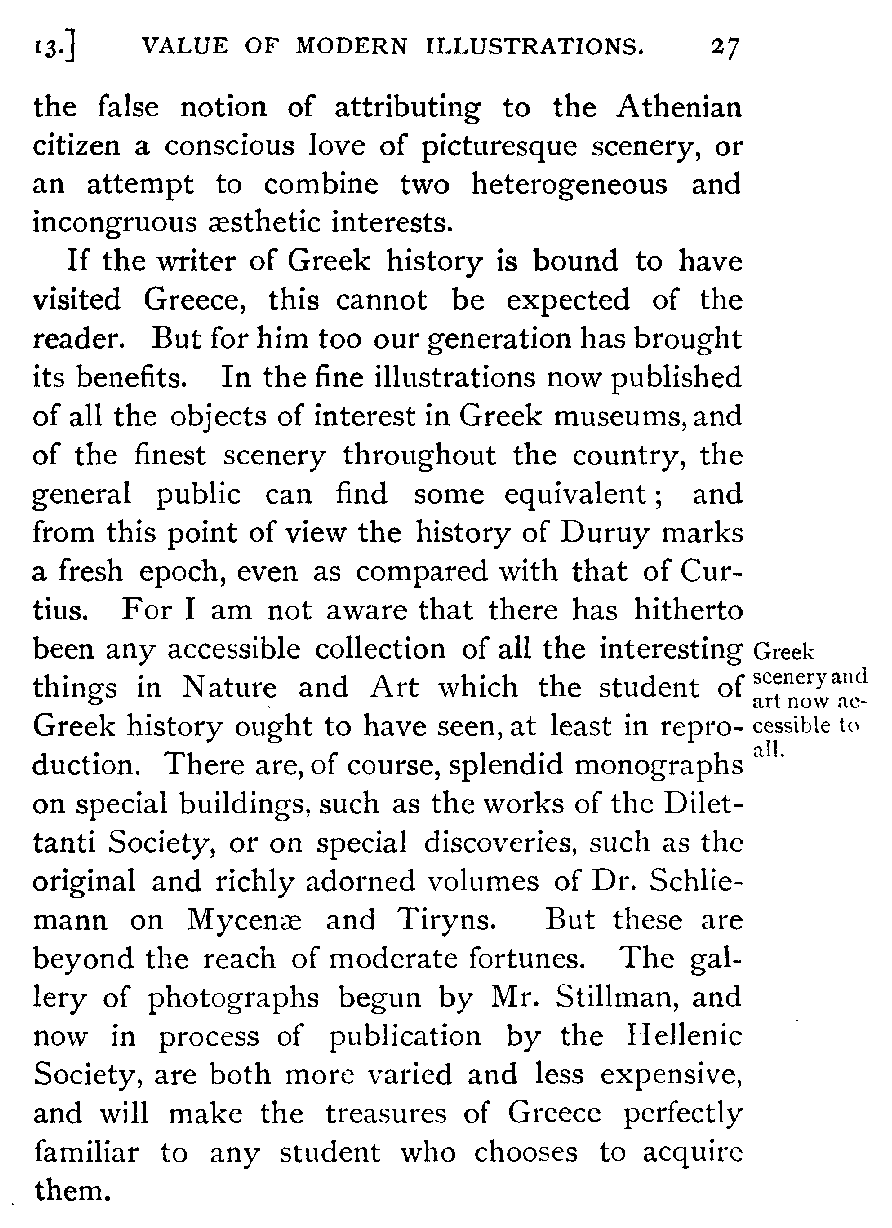 13.] VALUE OF MODERN ILLUSTRATIONS. 27
the false notion of attributing to the Athenian
citizen a conscious love of picturesque scenery, or
an attempt to combine two heterogeneous and
incongruous æsthetic interests.
If the writer of Greek history is bound to have
visited Greece, this cannot be expected of the
reader. But for him too our generation has brought
its benefits. In the fine illustrations now published
of all the objects of interest in Greek museums, and
of the finest scenery throughout the country, the
general public can find some equivalent; and
from this point of view the history of Duruy marks
a fresh epoch, even as compared with that of Cur-
tius. For I am not aware that there has hitherto
been any accessible collection of all the interesting
things in Nature and Art which the student of
Greek history ought to have seen, at least in repro-
duction. There are, of course, splendid monographs
on special buildings, such as the works of the Dilet-
tanti Society, or on special discoveries, such as the
original and richly adorned volumes of Dr. Schlie-
mann on Mycenæ and Tiryns. But these are
beyond the reach of moderate fortunes. The gal-
lery of photographs begun by Mr. Stillman, and
now in process of publication by the Hellenic
Society, are both more varied and less expensive,
and will make the treasures of Greece perfectly
familiar to any student who chooses to acquire
them.
Greek
scenery and
art now ac-
cessible to
all.